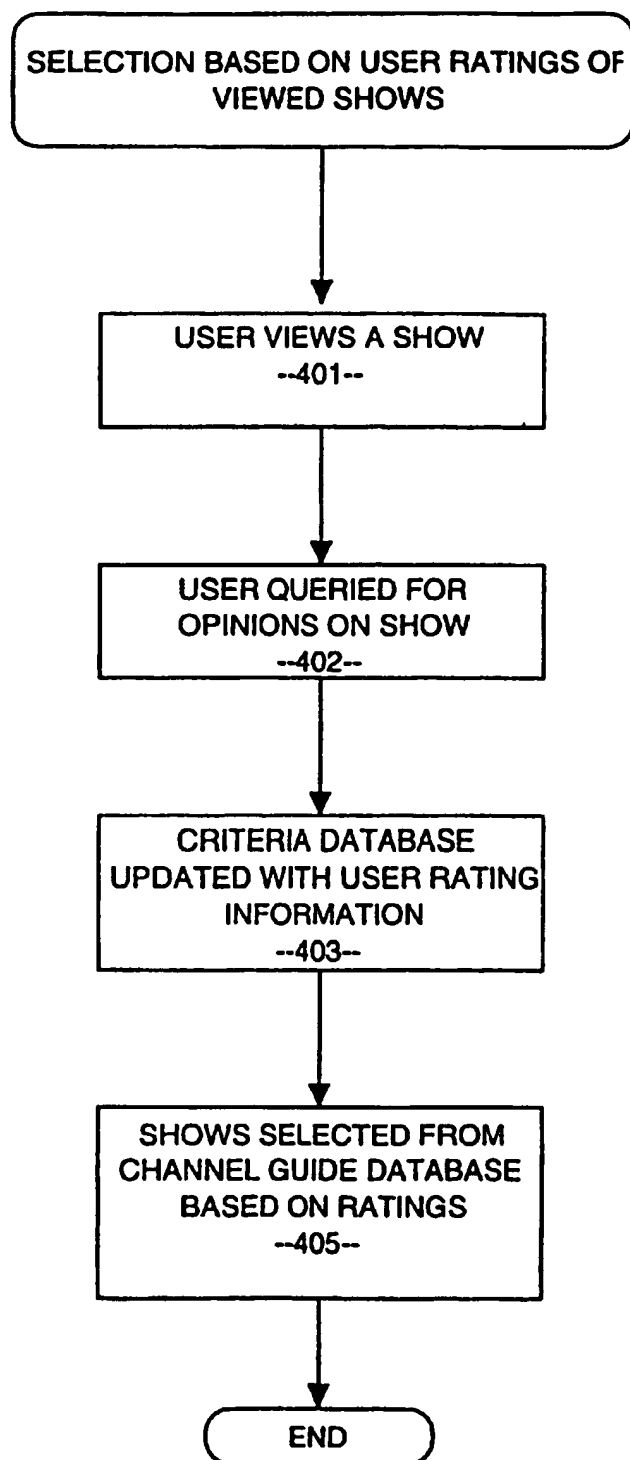 SELECTION BASED ON USER RATINGS OF
VIEWED SHOWS
USER VIEWS A SHOW
--401--
USER QUERIED FOR
OPINIONS ON SHOW
--402--
CRITERIA DATABASE
UPDATED WITH USER RATING
INFORMATION
--403--
SHOWS SELECTED FROM
CHANNEL GUIDE DATABASE
BASED ON RATINGS
--405--
END